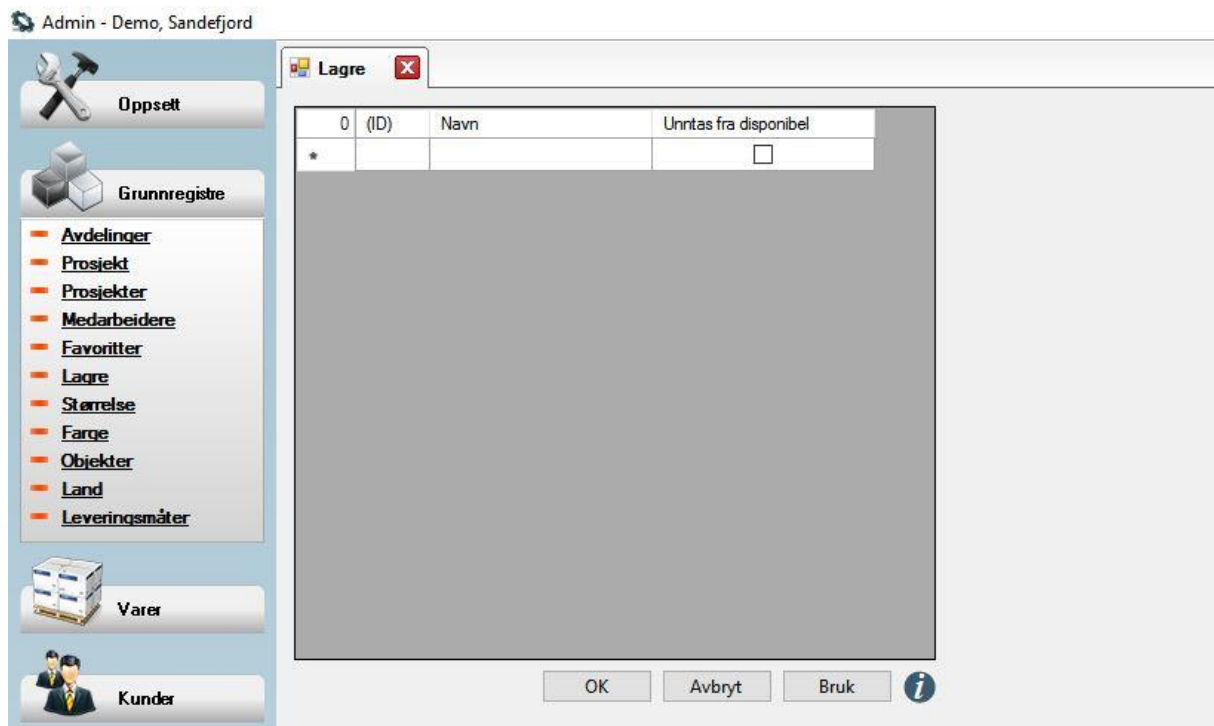 Admin - Demo, Sandefjord
Oppsett
Grunnregistre
Avdelinger
Prosjekt
Prosjekter
Medarbeidere
Favoritter
Lagre
Størrelse
Farge
Objekter
Land
Leveringsmåter
Varer
Kunder
Lagre
0 (ID) Navn Unntas fra disponibel
*
OK Avbryt Bruk